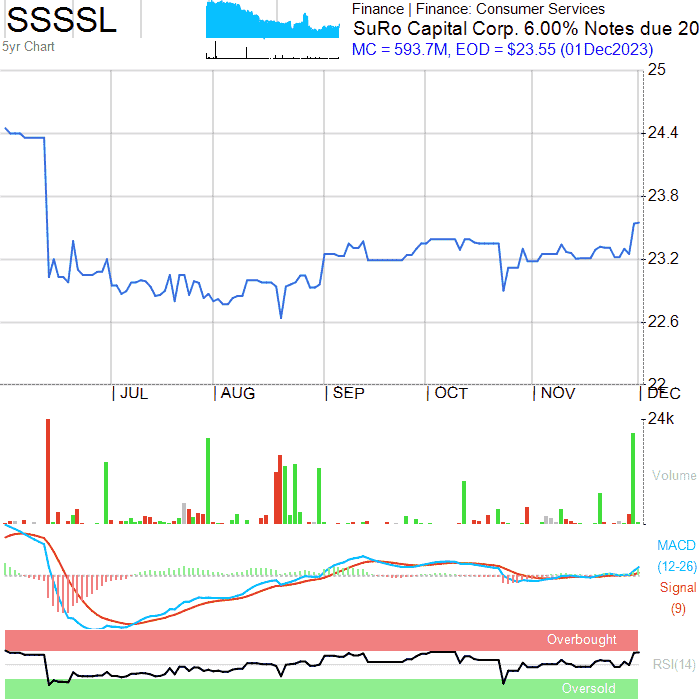 SSSSL
5yr Chart
Finance | Finance: Consumer Services
SuRo Capital Corp. 6.00% Notes due 20
MC = 593.7M, EOD = $23.55 (01Dec2023)
25
24.4
23.8
23.2
22.6
22
JUL AUG SEP OCT NOV DEC
24k
Volume
MACD
(12-26)
Signal
(9)
Overbought
RSI(14)
Oversold